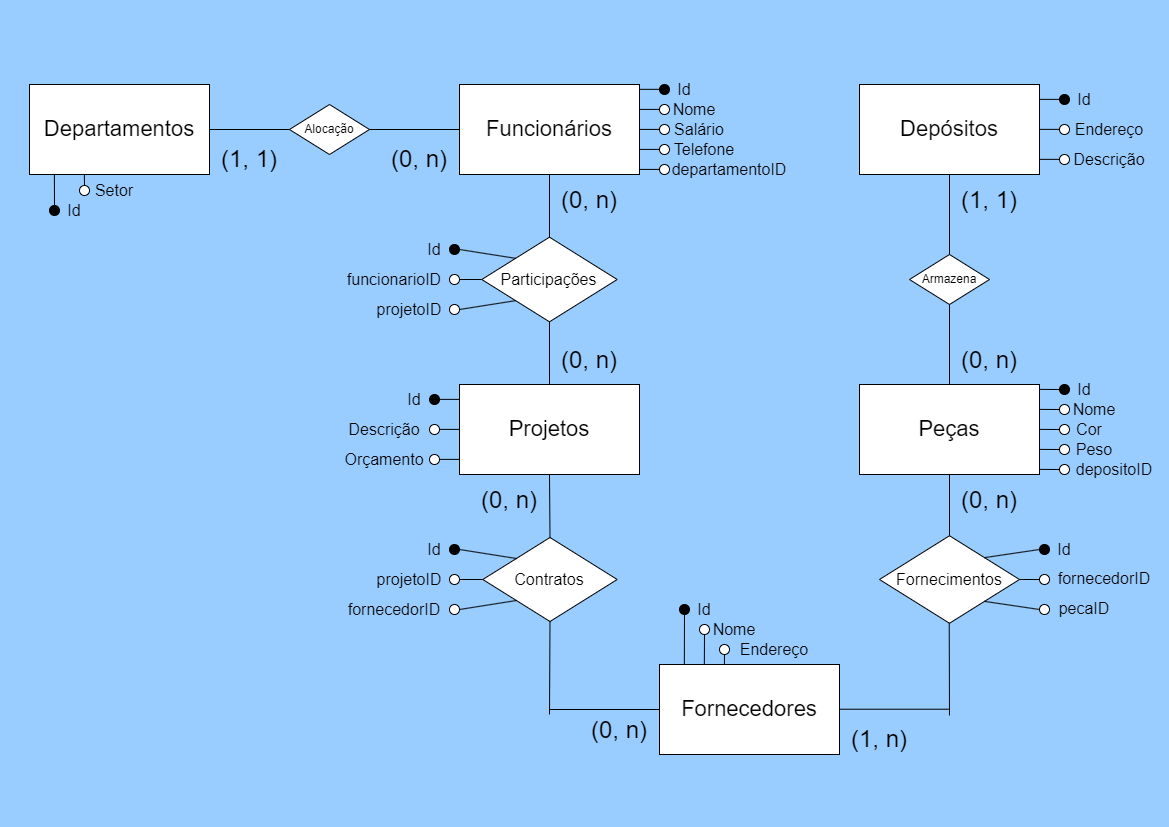 Departamentos
Setor
Id
(1, 1)
Alocação
(0, n)
Funcionários
Id
Nome
Salário
Telefone
departamentoID
(0, n)
Id
funcionarioID
projetoID
Participações
(0, n)
Id
Descrição
Orçamento
Projetos
(0, n)
Id
projetoID
fornecedorID
Contratos
(0, n)
Id
Nome
Endereço
Fornecedores
(1, n)
Depósitos
Id
Endereço
Descrição
(1, 1)
Armazena
(0, n)
Peças
Id
Nome
Cor
Peso
depositoID
(0, n)
Fornecimentos
Id
fornecedorID
pecaID